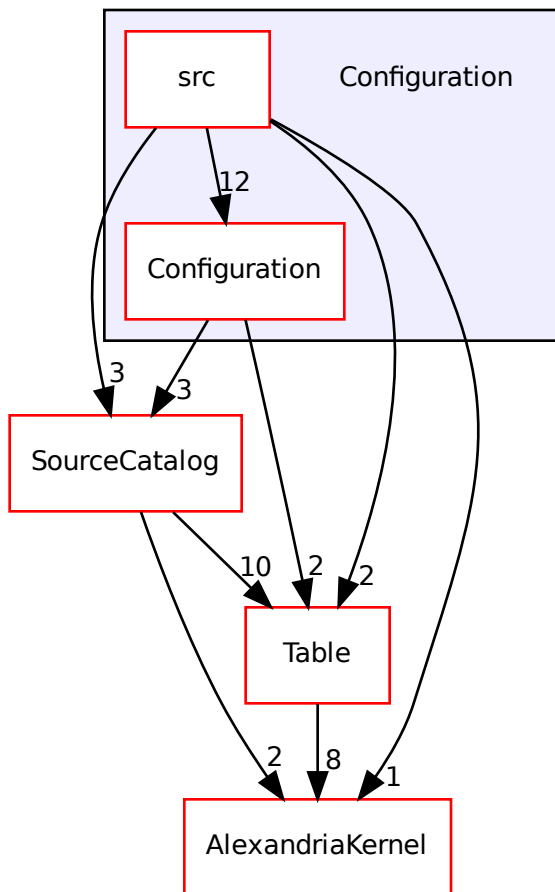 src
Configuration
12
Configuration
3
3
SourceCatalog
10
2
2
Table
2
8
1
AlexandriaKernel